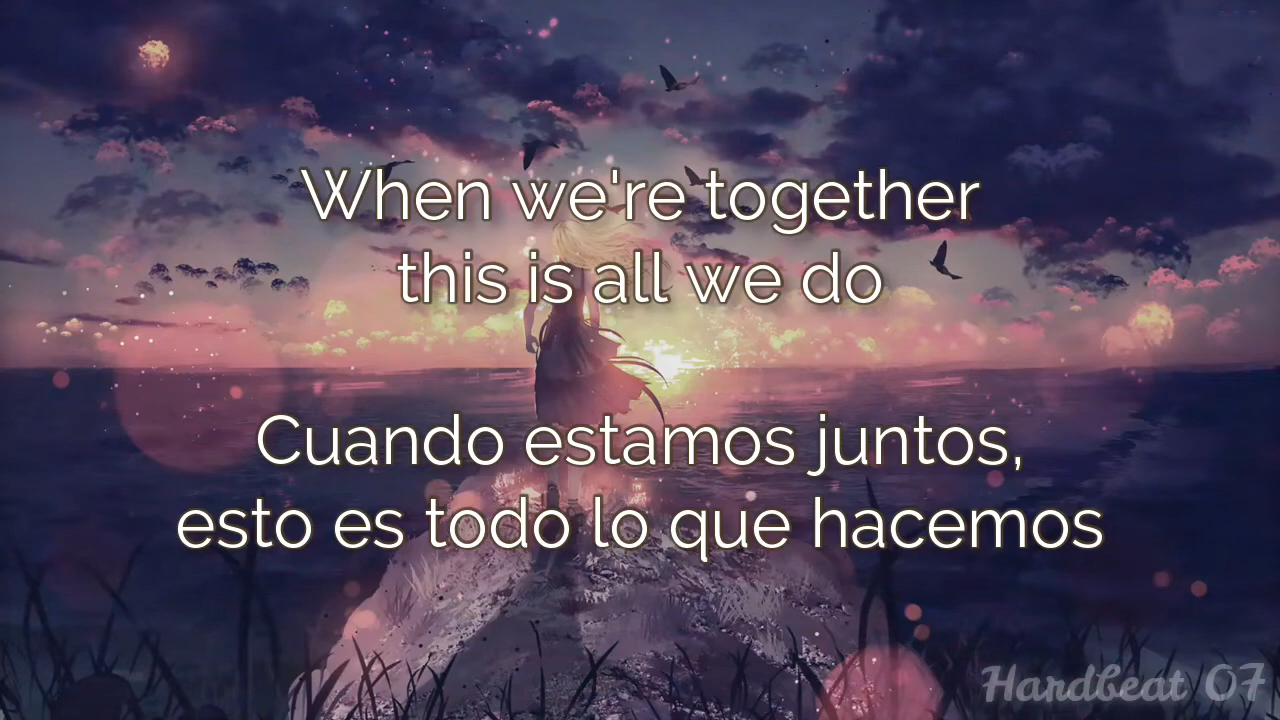 When we're together
this is all we do
Cuando estamos juntos,
esto es todo lo que hacemos
Hardbeat 07